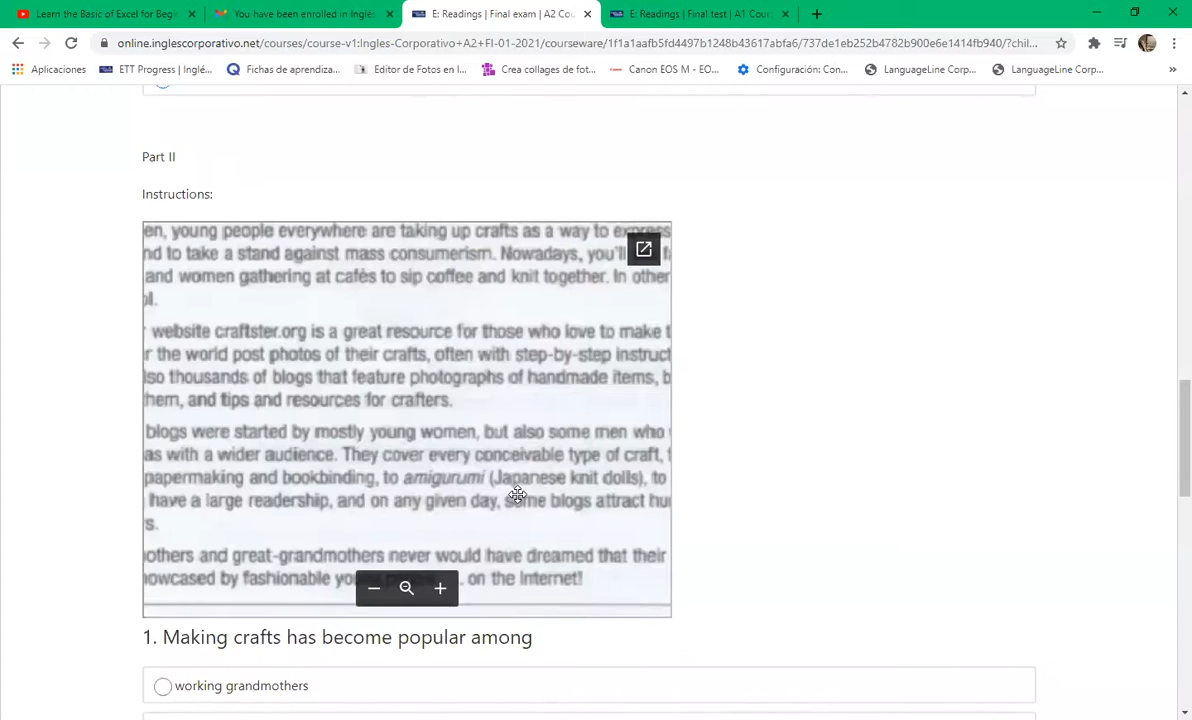 Learn the Basic of Excel for Begi
You have been enrolled in Inglés
E: Readings | Final exam | A2 Cou
E: Readings | Final test | A1 Cour
online.inglescorporativo.net/courses/course-v1:Ingles-Corporativo+A2+FI-01-2021/courseware/1f1a1aafb5fd4497b1248b43617abfa6/737de1eb252b4782b900e6e1414fb940/?chil...
Aplicaciones
ETT Progress | Inglé...
Fichas de aprendiza...
Editor de Fotos en l...
Crea collages de fot...
Canon EOS M - EO...
Configuración: Con...
LanguageLine Corp...
LanguageLine Corp...
Part II
Instructions:
en, young people everywhere are taking up crafts as a way to express
nd to take a stand against mass consumerism. Nowadays, you'll
and women gathering at cafés to sip coffee and knit together. In other
ol.
website craftster.org is a great resource for those who love to make t
r the world post photos of their crafts, often with step-by-step instruct
lso thousands of blogs that feature photographs of handmade items, b
hem, and tips and resources for crafters.
blogs were started by mostly young women, but also some men who
as with a wider audience. They cover every conceivable type of craft,
papermaking and bookbinding, to amigurumi (Japanese knit dolls), to
have a large readership, and on any given day, some blogs attract hu
s.
others and great-grandmothers never would have dreamed that their
howcased by fashionable on the Internet!
1. Making crafts has become popular among
working grandmothers